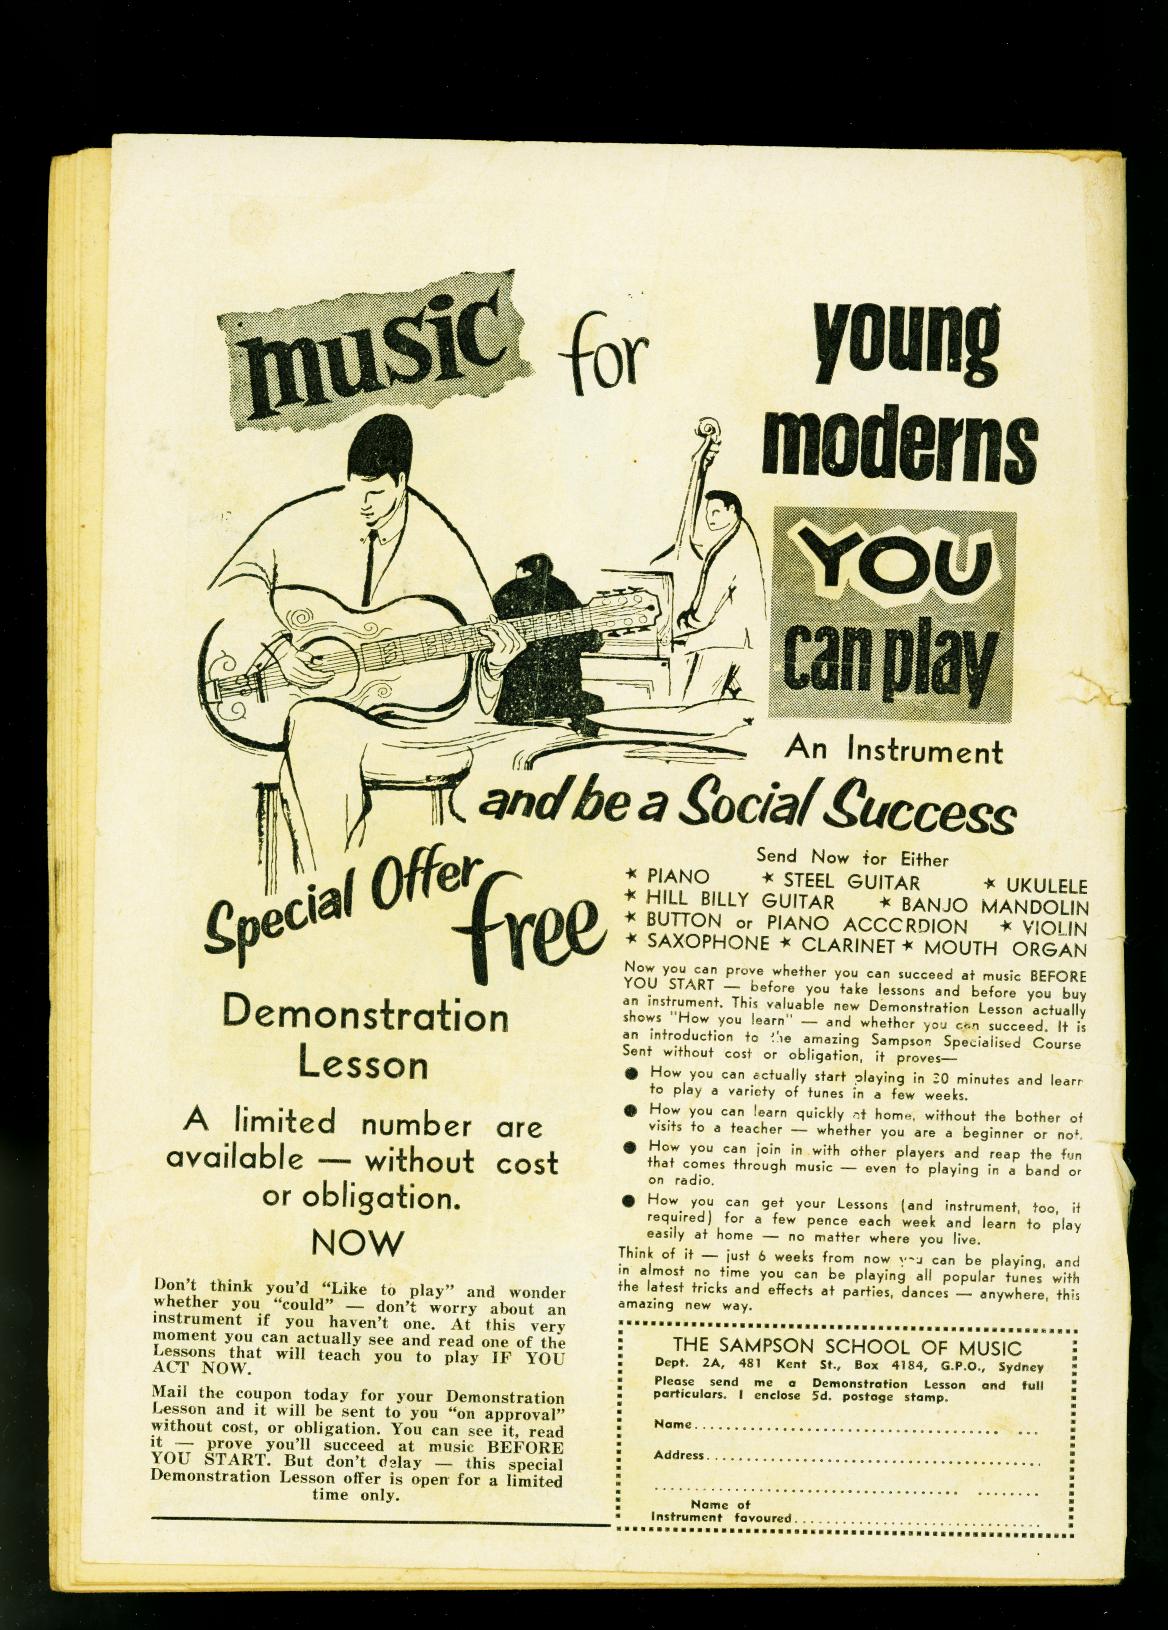 music for young
moderns
YOU
can play
An Instrument
and be a Social Success
Special Offer
free
Demonstration
Lesson
A limited number are
available — without cost
or obligation.
NOW
Don't think you'd "Like to play" and wonder
whether you "could" — don't worry about an
instrument if you haven't one. At this very
moment you can actually see and read one of the
Lessons that will teach you to play IF YOU
ACT NOW.
Mail the coupon today for your Demonstration
Lesson and it will be sent to you "on approval"
without cost, or obligation. You can see it, read
it — prove you'll succeed at music BEFORE
YOU START. But don't delay — this special
Demonstration Lesson offer is open for a limited
time only.
Send Now for Either
★ PIANO ★ STEEL GUITAR ★ UKULELE
★ HILL BILLY GUITAR ★ BANJO MANDOLIN
★ BUTTON or PIANO ACCCRDION ★ VIOLIN
★ SAXOPHONE ★ CLARINET ★ MOUTH ORGAN
Now you can prove whether you can succeed at music BEFORE
YOU START — before you take lessons and before you buy
an instrument. This valuable new Demonstration Lesson actually
shows "How you learn" — and whether you can succeed. It is
an introduction to the amazing Sampson Specialised Course
Sent without cost or obligation, it proves—
● How you can actually start playing in 30 minutes and learn
to play a variety of tunes in a few weeks.
● How you can learn quickly at home, without the bother of
visits to a teacher — whether you are a beginner or not.
● How you can join in with other players and reap the fun
that comes through music — even to playing in a band or
on radio.
● How you can get your Lessons (and instrument, too, if
required) for a few pence each week and learn to play
easily at home — no matter where you live.
Think of it — just 6 weeks from now you can be playing, and
in almost no time you can be playing all popular tunes with
the latest tricks and effects at parties, dances — anywhere, this
amazing new way.
THE SAMPSON SCHOOL OF MUSIC
Dept. 2A, 481 Kent St., Box 4184, G.P.O., Sydney
Please send me a Demonstration Lesson and full
particulars. I enclose 5d. postage stamp.
Name
Address
Name of
Instrument favoured